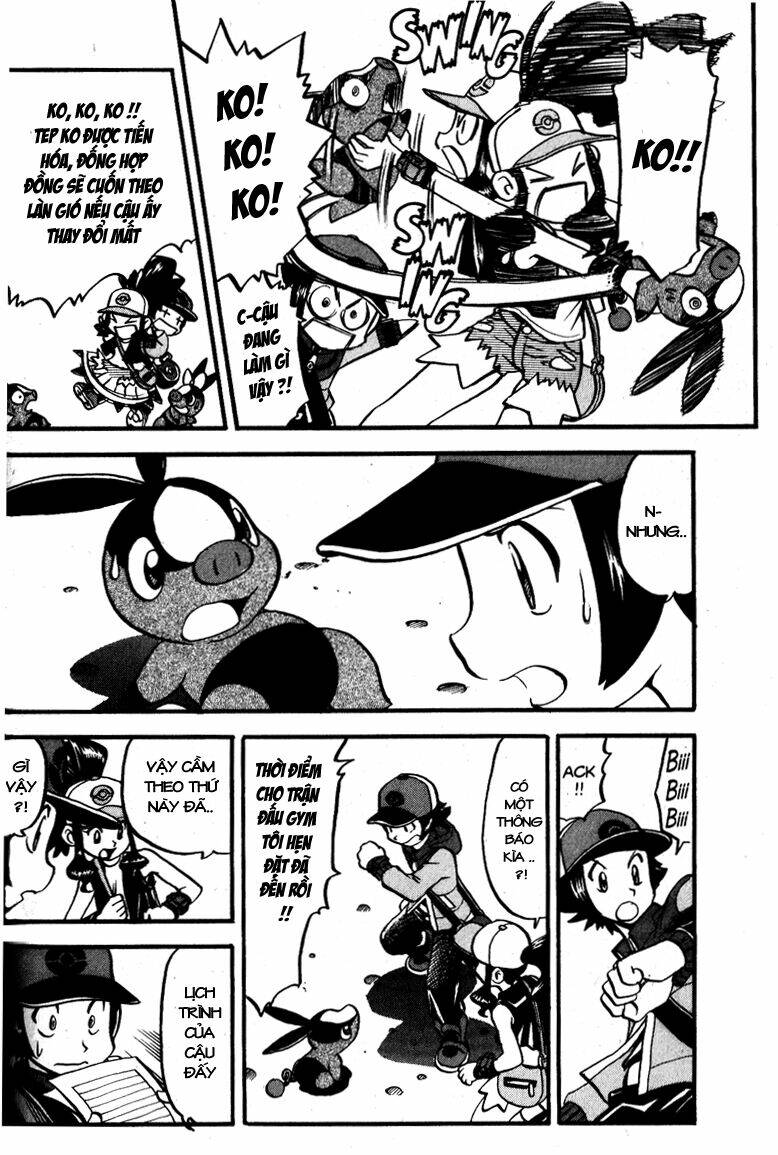 SWING
KO!!
SWING
KO!
KO!
KO!
C-CẬU
ĐANG
LÀM GÌ
VẬY ?!
KO, KO, KO !!
TEP KO ĐƯỢC TIẾN
HÓA, ĐỐNG HỢP
ĐỒNG SẼ CUỐN THEO
LÀN GIÓ NẾU CẬU ẤY
THAY ĐỔI MẤT
N-
NHƯNG..
Biii
Biii
Biii
ACK
!!
CÓ
MỘT
THÔNG
BÁO
KÌA ..
?!
THỜI ĐIỂM
CHO TRẬN
ĐẤU GYM
TÔI HẸN
ĐẶT ĐÃ
ĐẾN RỒI
!!
VẬY CẦM
THEO THỨ
NÀY ĐÃ..
GÌ
VẬY
?!
LỊCH
TRÌNH
CỦA
CẬU
ĐẤY